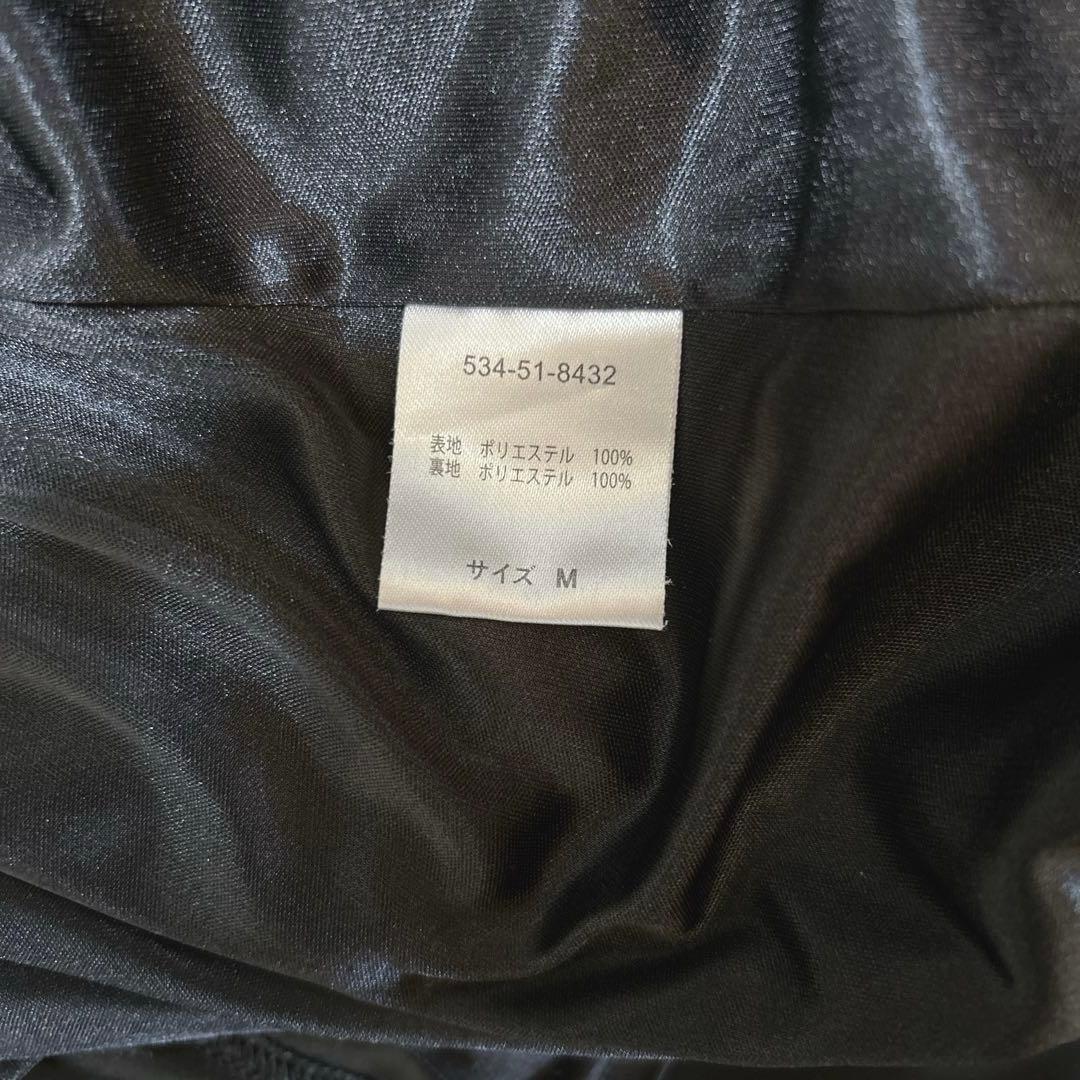 534-51-8432
表地 ポリエステル 100%
裏地 ポリエステル 100%
サイズ M